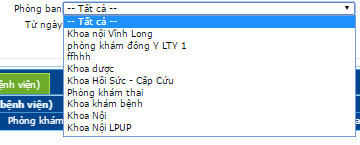 Phòng ban -- Tất cả --
Từ ngày -- Tất cả --
Khoa nội Vĩnh Long
phòng khám đông Y LTY 1
ffhhh
Khoa dược
Khoa Hồi Sức - Cấp Cứu
Phòng khám thai
Khoa khám bệnh
Khoa Nội
Khoa Nội LPUP
viện)
bệnh viện)
Phòng khám